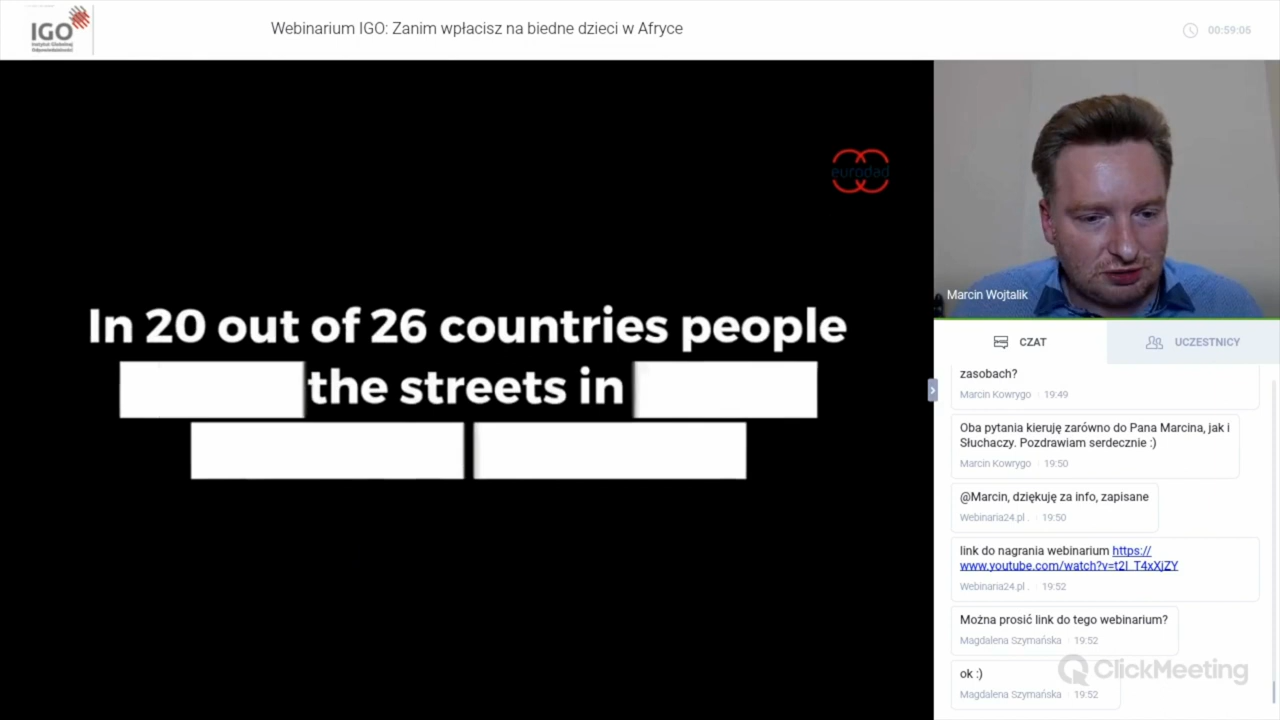 IGO
Instytut Globalnej
Odpowiedzialności
Webinarium IGO: Zanim wpłacisz na biedne dzieci w Afryce
00:59:06
eurodad
In 20 out of 26 countries people
the streets in
Marcin Wojtalik
CZAT
UCZESTNICY
zasobach?
Marcin Kowrygo 19:49
Oba pytania kieruję zarówno do Pana Marcina, jak i
Słuchaczy. Pozdrawiam serdecznie :)
Marcin Kowrygo 19:50
@Marcin, dziękuję za info, zapisane
Webinaria24.pl . 19:50
link do nagrania webinarium https://
www.youtube.com/watch?v=t2I_T4xXjZY
Webinaria24.pl . 19:52
Można prosić link do tego webinarium?
Magdalena Szymańska 19:52
ok :)
Magdalena Szymańska 19:52
ClickMeeting